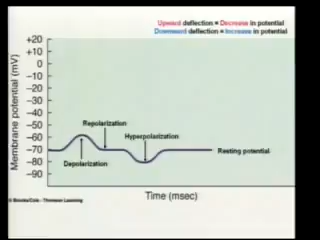 Upward deflection = Decrease in potential
Downward deflection = Increase in potential
Membrane potential (mV)
+20
+10
0
−10
−20
−30
−40
−50
−60
−70
−80
−90
Repolarization
Hyperpolarization
Depolarization
Resting potential
Time (msec)
© Brooks/Cole - Thomson Learning